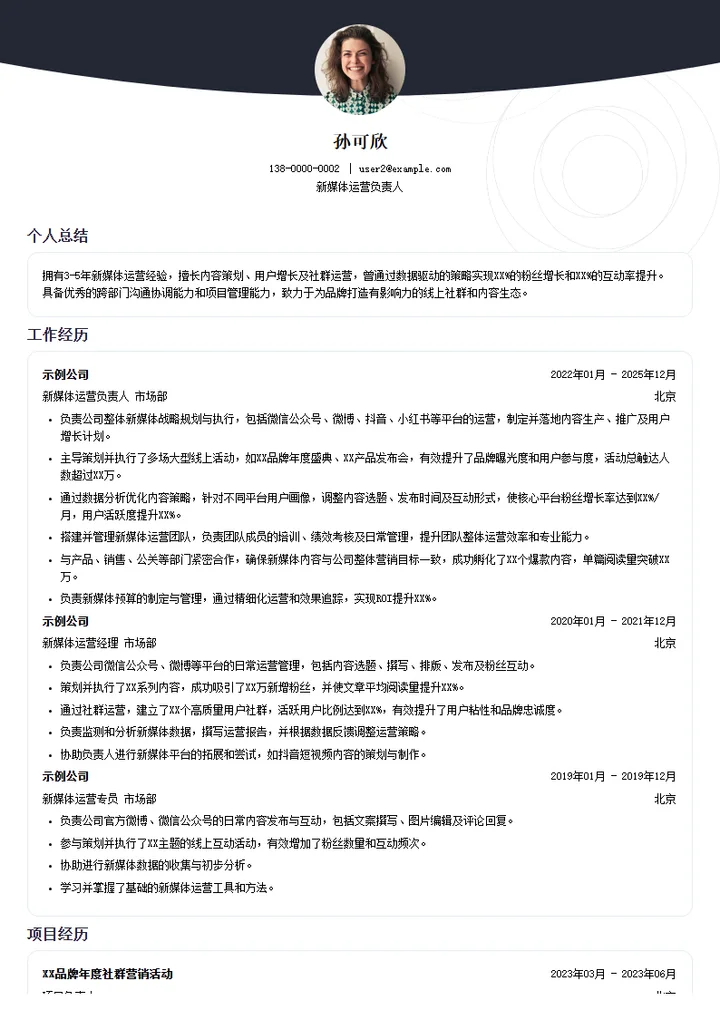 孙可欣
138-0000-0002 | user2@example.com
新媒体运营负责人
个人总结
拥有3-5年新媒体运营经验，擅长内容策划、用户增长及社群运营，曾通过数据驱动的策略实现XX%的粉丝增长和XX%的互动率提升。
具备优秀的跨部门沟通协调能力和项目管理能力，致力于为品牌打造有影响力的线上社群和内容生态。
工作经历
示例公司 2022年01月 - 2025年12月
新媒体运营负责人 市场部 北京
• 负责公司整体新媒体战略规划与执行，包括微信公众号、微博、抖音、小红书等平台的运营，制定并落地内容生产、推广及用户
增长计划。
• 主导策划并执行了多场大型线上活动，如XX品牌年度盛典、XX产品发布会，有效提升了品牌曝光度和用户参与度，活动总触达人
数超过XX万。
• 通过数据分析优化内容策略，针对不同平台用户画像，调整内容选题、发布时间及互动形式，使核心平台粉丝增长率达到XX%/
月，用户活跃度提升XX%。
• 搭建并管理新媒体运营团队，负责团队成员的培训、绩效考核及日常管理，提升团队整体运营效率和专业能力。
• 与产品、销售、公关等部门紧密合作，确保新媒体内容与公司整体营销目标一致，成功孵化了XX个爆款内容，单篇阅读量突破XX
万。
• 负责新媒体预算的制定与管理，通过精细化运营和效果追踪，实现ROI提升XX%。
示例公司 2020年01月 - 2021年12月
新媒体运营经理 市场部 北京
• 负责公司微信公众号、微博等平台的日常运营管理，包括内容选题、撰写、排版、发布及粉丝互动。
• 策划并执行了XX系列内容，成功吸引了XX万新增粉丝，并使文章平均阅读量提升XX%。
• 通过社群运营，建立了XX个高质量用户社群，活跃用户比例达到XX%，有效提升了用户粘性和品牌忠诚度。
• 负责监测和分析新媒体数据，撰写运营报告，并根据数据反馈调整运营策略。
• 协助负责人进行新媒体平台的拓展和尝试，如抖音短视频内容的策划与制作。
示例公司 2019年01月 - 2019年12月
新媒体运营专员 市场部 北京
• 负责公司官方微博、微信公众号的日常内容发布与互动，包括文案撰写、图片编辑及评论回复。
• 参与策划并执行了XX主题的线上互动活动，有效增加了粉丝数量和互动频次。
• 协助进行新媒体数据的收集与初步分析。
• 学习并掌握了基础的新媒体运营工具和方法。
项目经历
XX品牌年度社群营销活动 2023年03月 - 2023年06月